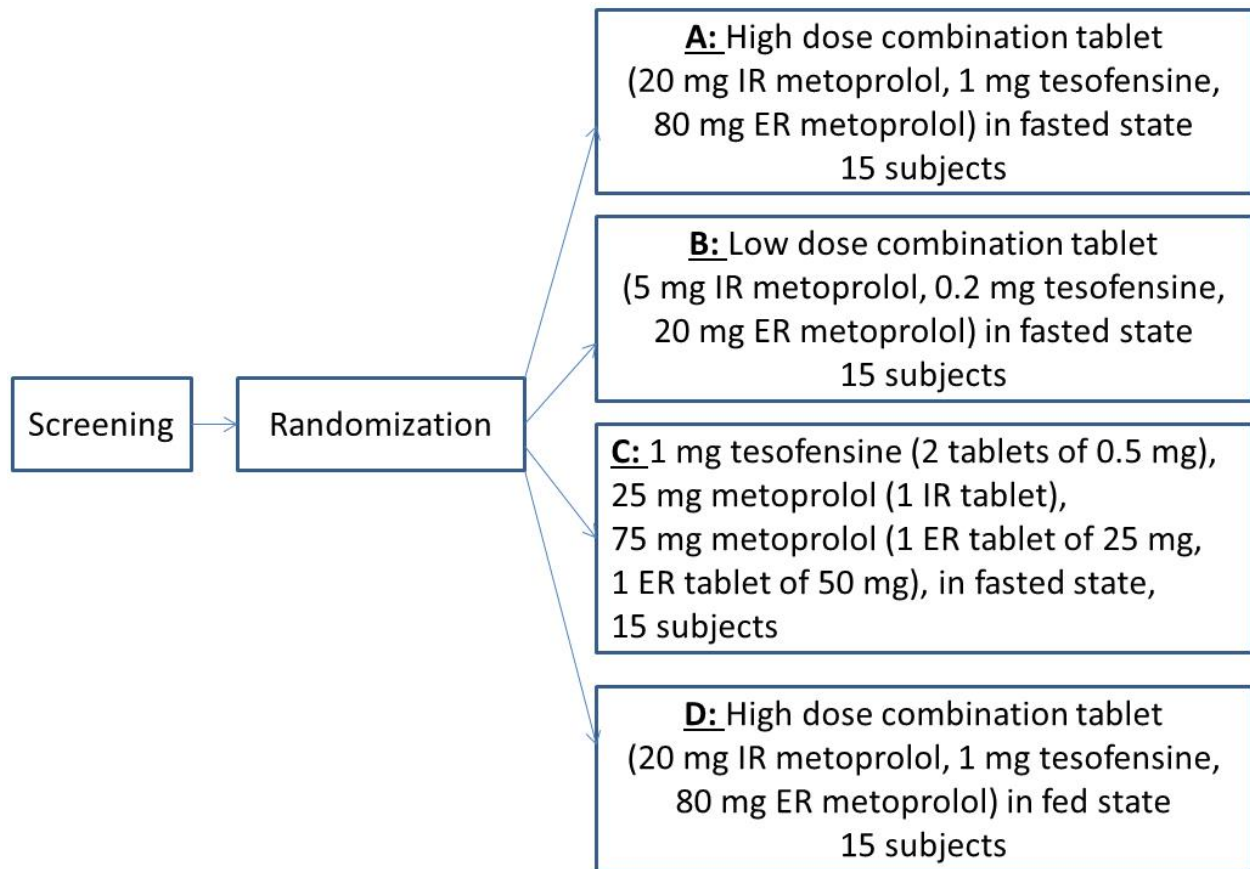 Screening
Randomization
A: High dose combination tablet
(20 mg IR metoprolol, 1 mg tesofensine,
80 mg ER metoprolol) in fasted state
15 subjects
B: Low dose combination tablet
(5 mg IR metoprolol, 0.2 mg tesofensine,
20 mg ER metoprolol) in fasted state
15 subjects
C: 1 mg tesofensine (2 tablets of 0.5 mg),
25 mg metoprolol (1 IR tablet),
75 mg metoprolol (1 ER tablet of 25 mg,
1 ER tablet of 50 mg), in fasted state,
15 subjects
D: High dose combination tablet
(20 mg IR metoprolol, 1 mg tesofensine,
80 mg ER metoprolol) in fed state
15 subjects